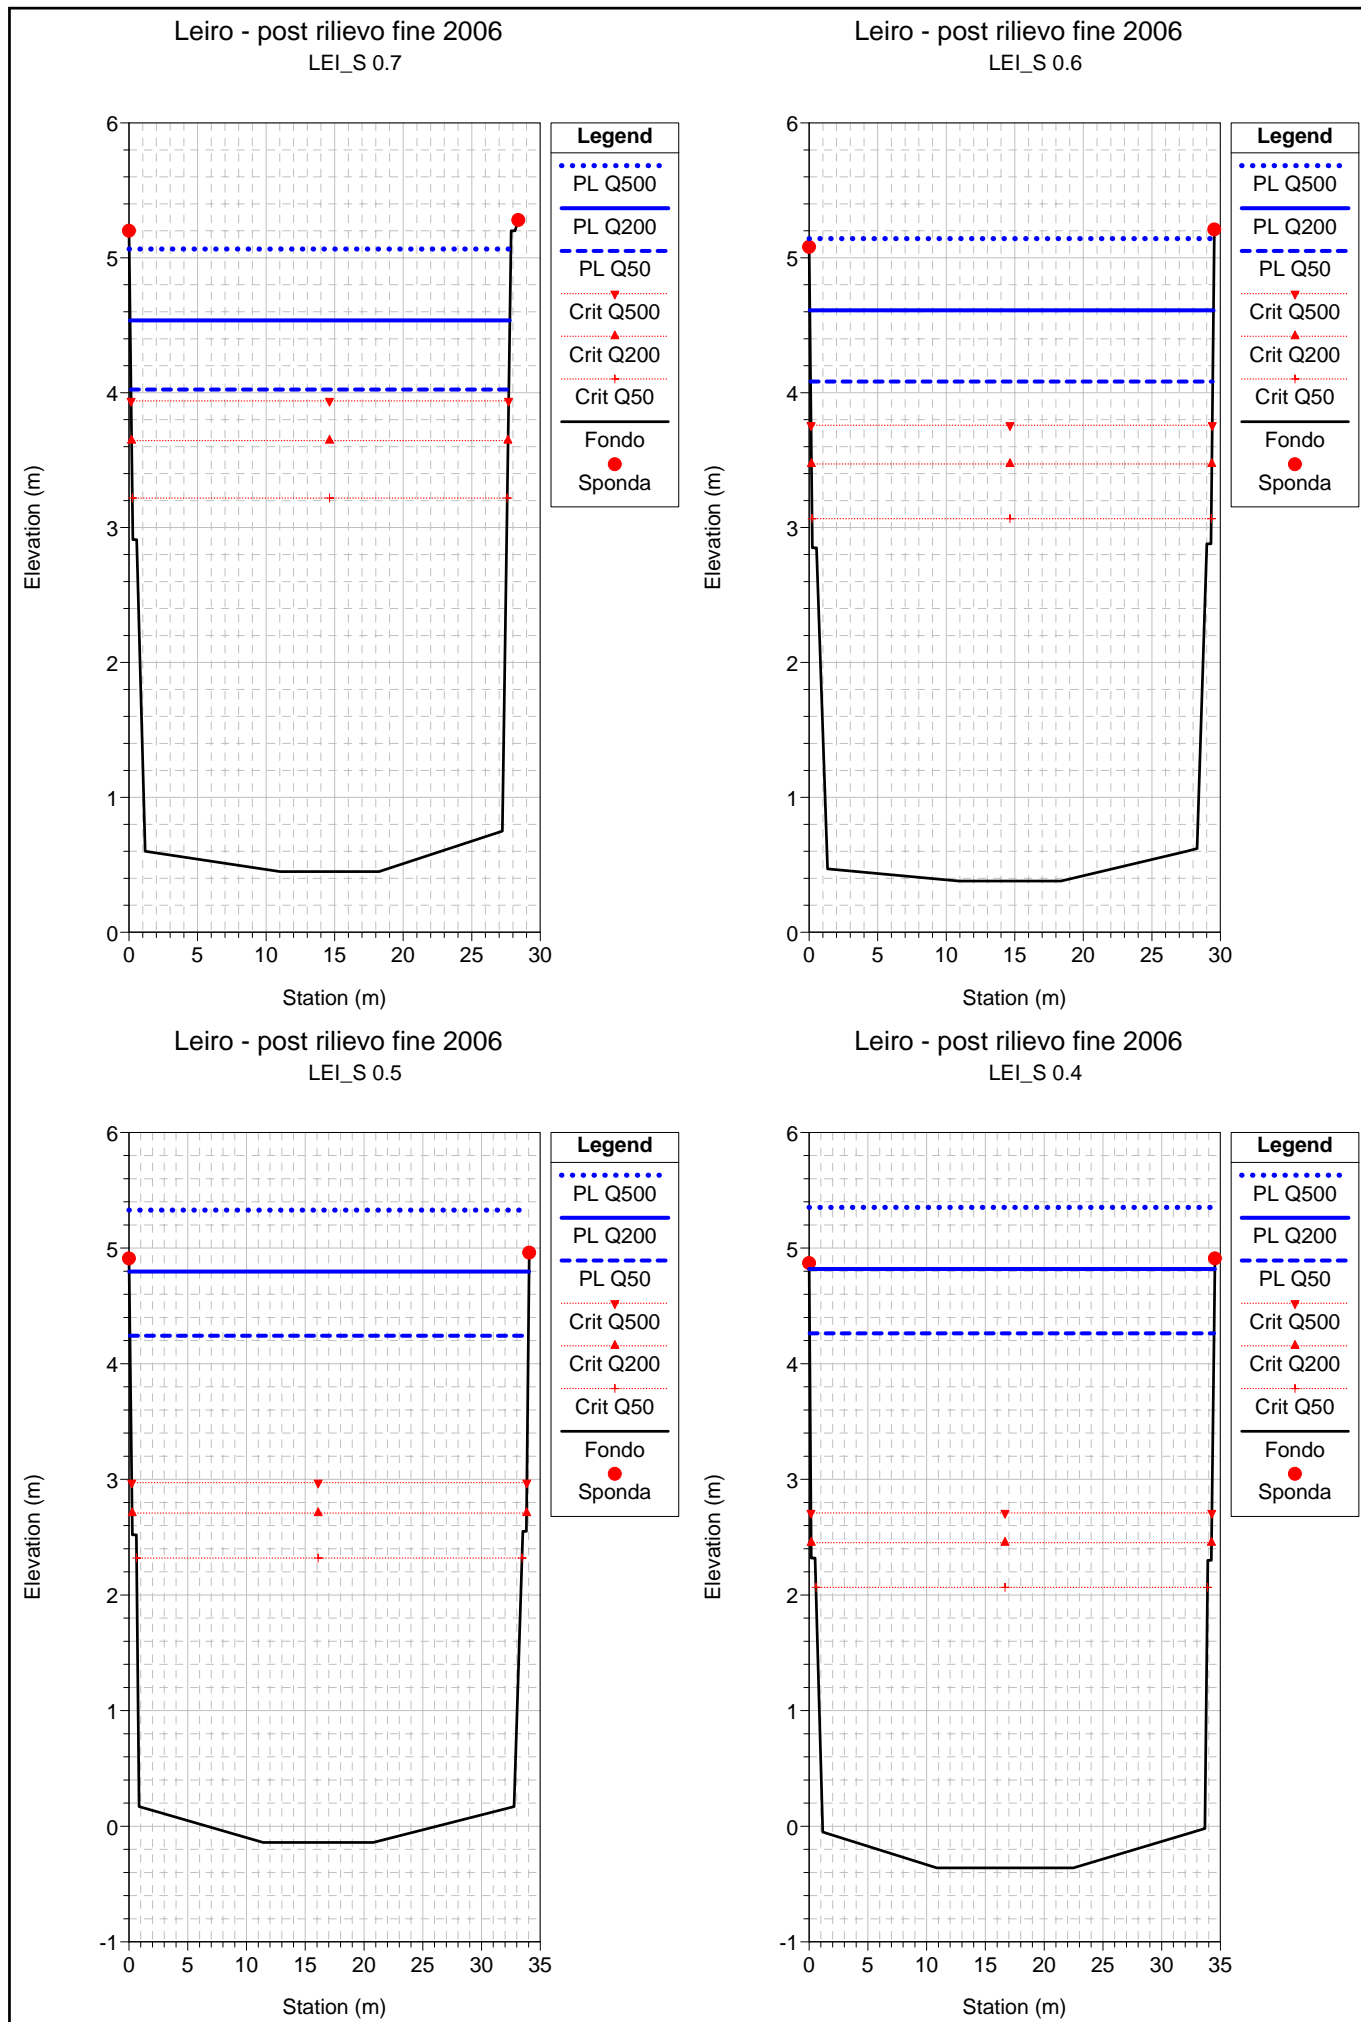 Leiro - post rilievo fine 2006
LEI_S 0.7
6
5
4
3
2
1
0
0 5 10 15 20 25 30
Elevation (m)
Station (m)
Legend
PL Q500
PL Q200
PL Q50
Crit Q500
Crit Q200
Crit Q50
Fondo
Sponda
Leiro - post rilievo fine 2006
LEI_S 0.6
6
5
4
3
2
1
0
0 5 10 15 20 25 30
Elevation (m)
Station (m)
Legend
PL Q500
PL Q200
PL Q50
Crit Q500
Crit Q200
Crit Q50
Fondo
Sponda
Leiro - post rilievo fine 2006
LEI_S 0.5
6
5
4
3
2
1
0
-1
0 5 10 15 20 25 30 35
Elevation (m)
Station (m)
Legend
PL Q500
PL Q200
PL Q50
Crit Q500
Crit Q200
Crit Q50
Fondo
Sponda
Leiro - post rilievo fine 2006
LEI_S 0.4
6
5
4
3
2
1
0
-1
0 5 10 15 20 25 30 35
Elevation (m)
Station (m)
Legend
PL Q500
PL Q200
PL Q50
Crit Q500
Crit Q200
Crit Q50
Fondo
Sponda